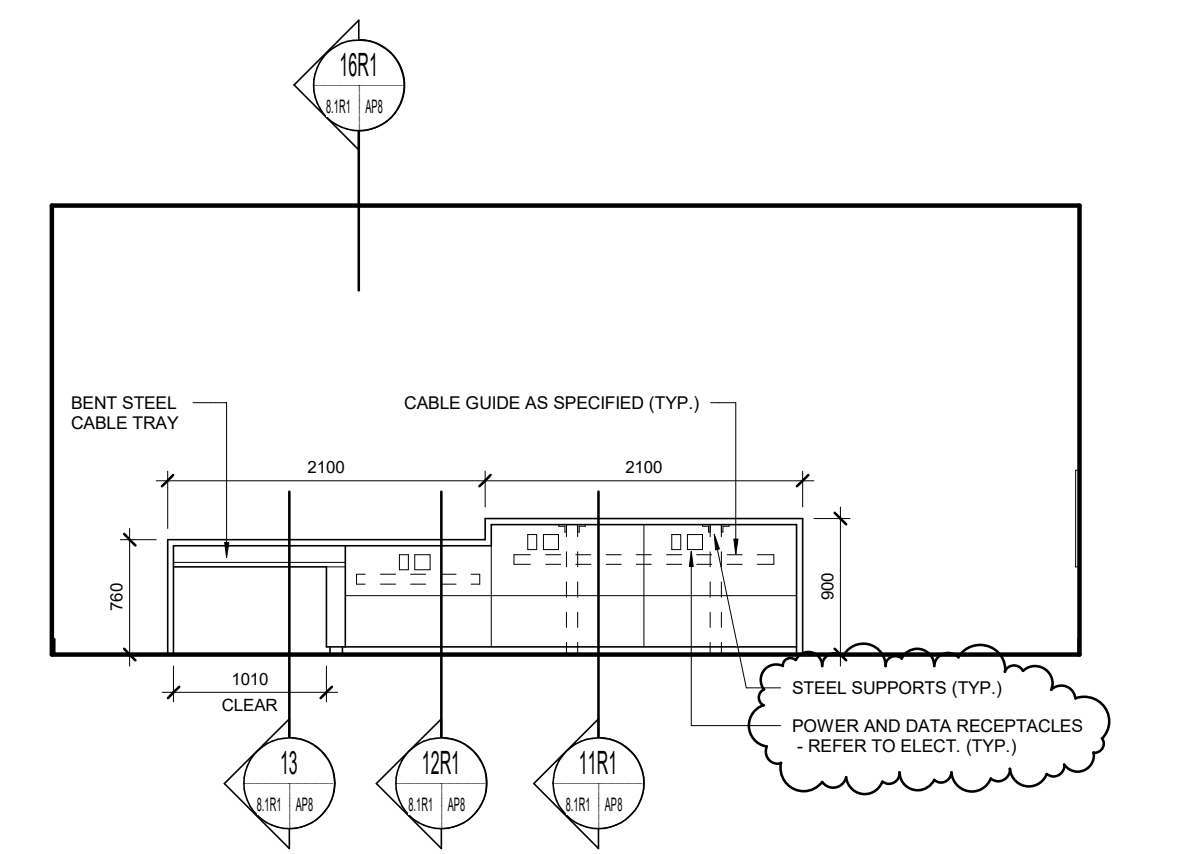 16R1
8.1R1 AP8
BENT STEEL
CABLE TRAY
CABLE GUIDE AS SPECIFIED (TYP.)
2100
2100
760
900
1010
CLEAR
STEEL SUPPORTS (TYP.)
POWER AND DATA RECEPTACLES
- REFER TO ELECT. (TYP.)
13
8.1R1 AP8
12R1
8.1R1 AP8
11R1
8.1R1 AP8